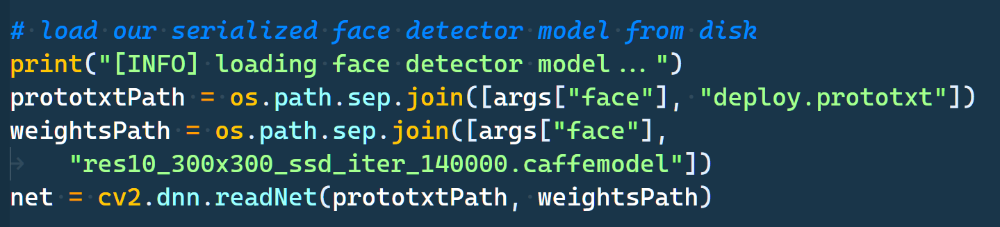 # load our serialized face detector model from disk
print("[INFO] loading face detector model...")
prototxtPath = os.path.sep.join([args["face"], "deploy.prototxt"])
weightsPath = os.path.sep.join([args["face"],
    "res10_300x300_ssd_iter_140000.caffemodel"])
net = cv2.dnn.readNet(prototxtPath, weightsPath)